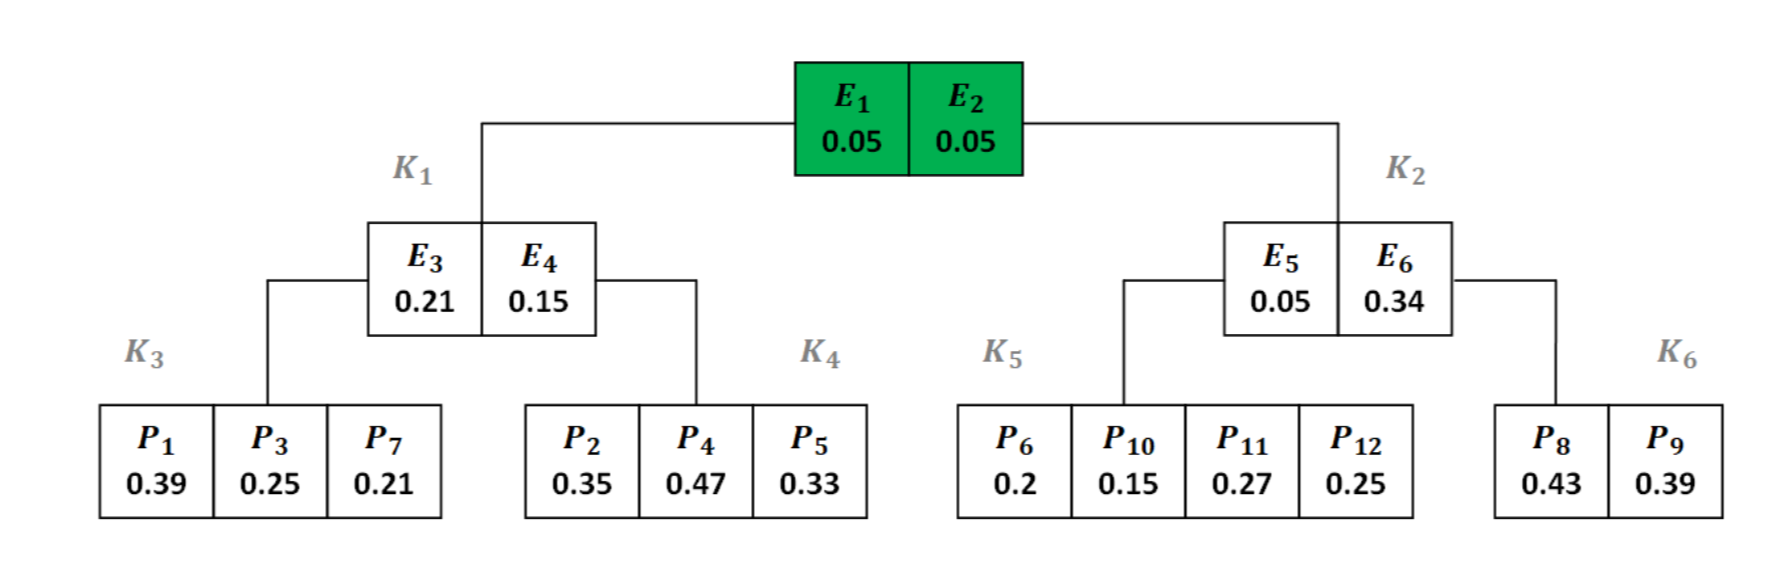 E₁ E₂
0.05 0.05
K₁ K₂
E₃ E₄ E₅ E₆
0.21 0.15 0.05 0.34
K₃ K₄ K₅ K₆
P₁ P₃ P₇ P₂ P₄ P₅ P₆ P₁₀ P₁₁ P₁₂ P₈ P₉
0.39 0.25 0.21 0.35 0.47 0.33 0.2 0.15 0.27 0.25 0.43 0.39